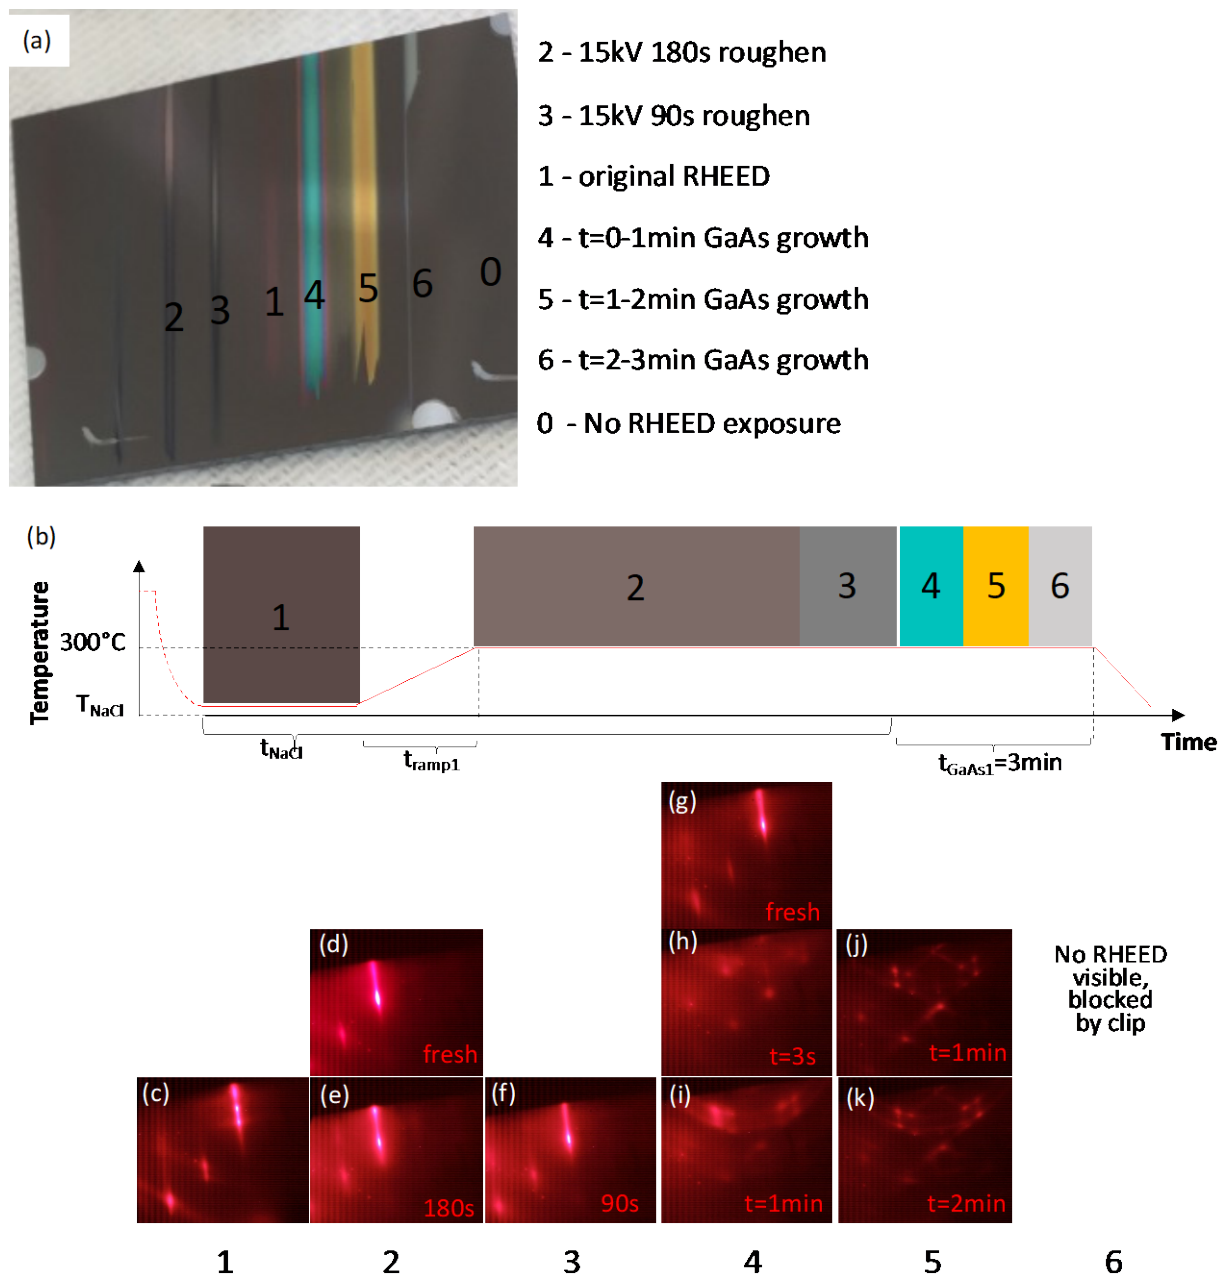 (a)
2 - 15kV 180s roughen
3 - 15kV 90s roughen
1 - original RHEED
4 - t=0-1min GaAs growth
5 - t=1-2min GaAs growth
6 - t=2-3min GaAs growth
0 - No RHEED exposure
2 3 1 4 5 6 0
(b)
Temperature
300°C
TNaCl
1 2 3 4 5 6
tNaCl
tramp1
tGaAs1=3min
Time
(g)
fresh
(d)
fresh
(h)
t=3s
(j)
t=1min
No RHEED
visible,
blocked
by clip
(c)
(e)
180s
(f)
90s
(i)
t=1min
(k)
t=2min
1 2 3 4 5 6